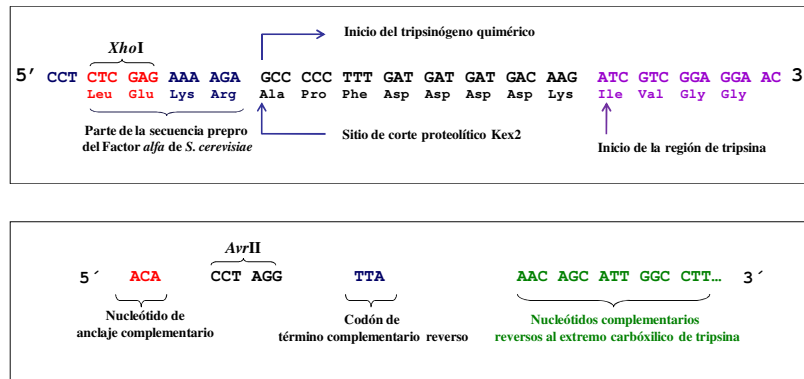 XhoI
Inicio del tripsinógeno quimérico
5' CCT CTC GAG AAA AGA GCC CCC TTT GAT GAT GAT GAC AAG ATC GTC GGA GGA AC 3
Leu Glu Lys Arg Ala Pro Phe Asp Asp Asp Asp Lys Ile Val Gly Gly
Parte de la secuencia prepro
del Factor alfa de S. cerevisiae
Sitio de corte proteolítico Kex2
Inicio de la región de tripsina
AvrII
5´ ACA CCT AGG TTA AAC AGC ATT GGC CTT… 3´
Nucleótido de
anclaje complementario
Codón de
término complementario reverso
Nucleótidos complementarios
reversos al extremo carbóxilico de tripsina